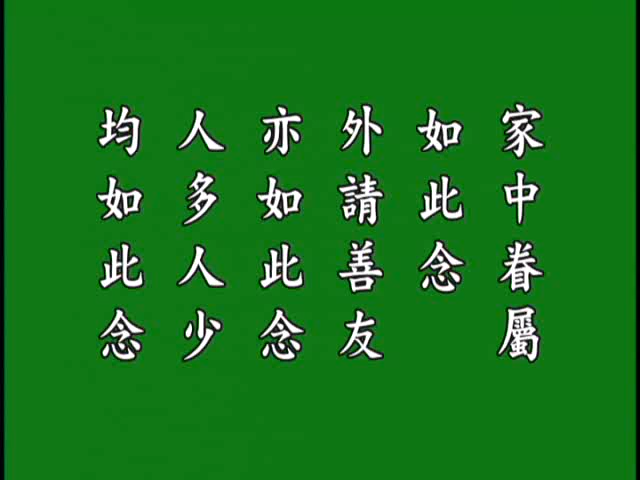 家中眷屬
如此念
外請善友
亦如此念
人多人少
均如此念